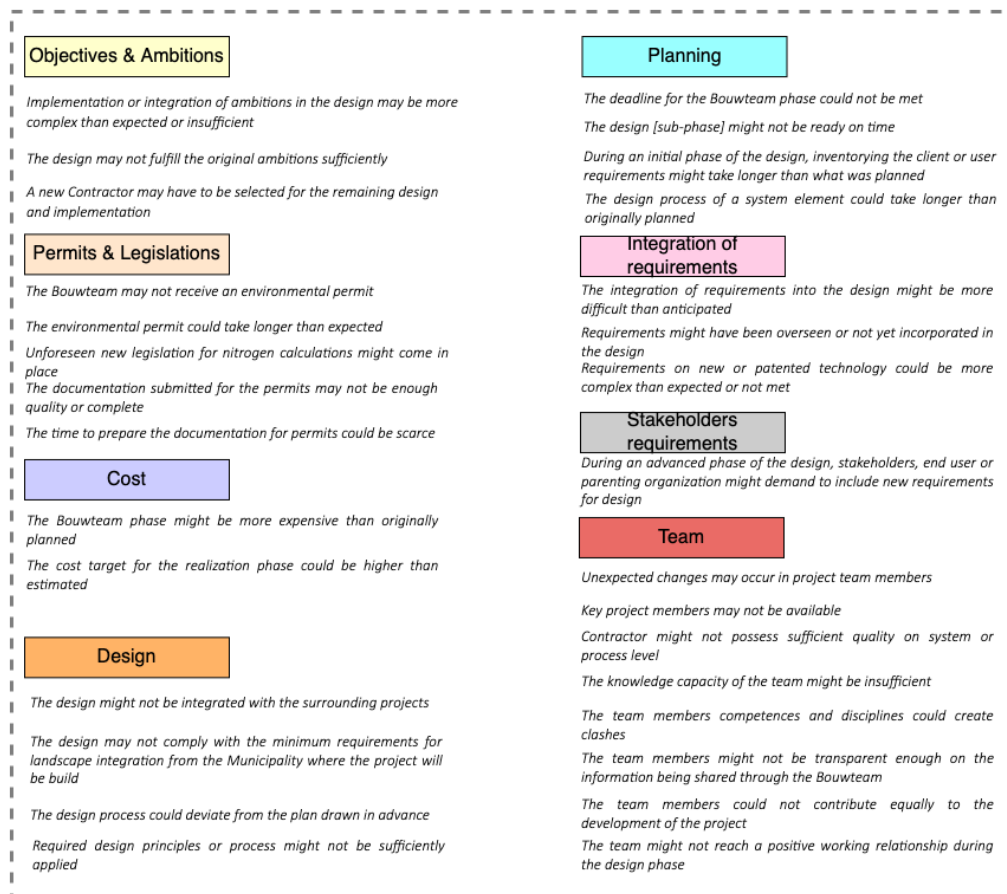 Objectives & Ambitions
Implementation or integration of ambitions in the design may be more
complex than expected or insufficient
The design may not fulfill the original ambitions sufficiently
A new Contractor may have to be selected for the remaining design
and implementation
Permits & Legislations
The Bouwteam may not receive an environmental permit
The environmental permit could take longer than expected
Unforeseen new legislation for nitrogen calculations might come in
place
The documentation submitted for the permits may not be enough
quality or complete
The time to prepare the documentation for permits could be scarce
Cost
The Bouwteam phase might be more expensive than originally
planned
The cost target for the realization phase could be higher than
estimated
Design
The design might not be integrated with the surrounding projects
The design may not comply with the minimum requirements for
landscape integration from the Municipality where the project will
be build
The design process could deviate from the plan drawn in advance
Required design principles or process might not be sufficiently
applied
Planning
The deadline for the Bouwteam phase could not be met
The design [sub-phase] might not be ready on time
During an initial phase of the design, inventorying the client or user
requirements might take longer than what was planned
The design process of a system element could take longer than
originally planned
Integration of
requirements
The integration of requirements into the design might be more
difficult than anticipated
Requirements might have been overseen or not yet incorporated in
the design
Requirements on new or patented technology could be more
complex than expected or not met
Stakeholders
requirements
During an advanced phase of the design, stakeholders, end user or
parenting organization might demand to include new requirements
for design
Team
Unexpected changes may occur in project team members
Key project members may not be available
Contractor might not possess sufficient quality on system or
process level
The knowledge capacity of the team might be insufficient
The team members competences and disciplines could create
clashes
The team members might not be transparent enough on the
information being shared through the Bouwteam
The team members could not contribute equally to the
development of the project
The team might not reach a positive working relationship during
the design phase